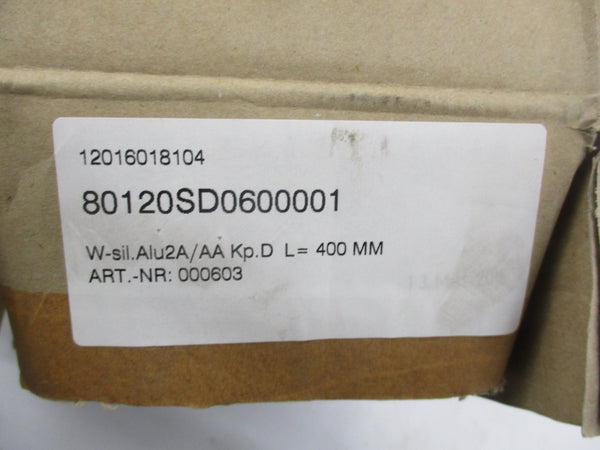 12016018104
80120SD0600001
W-sil.Alu2A/AA Kp.D L= 400 MM
ART.-NR: 000603